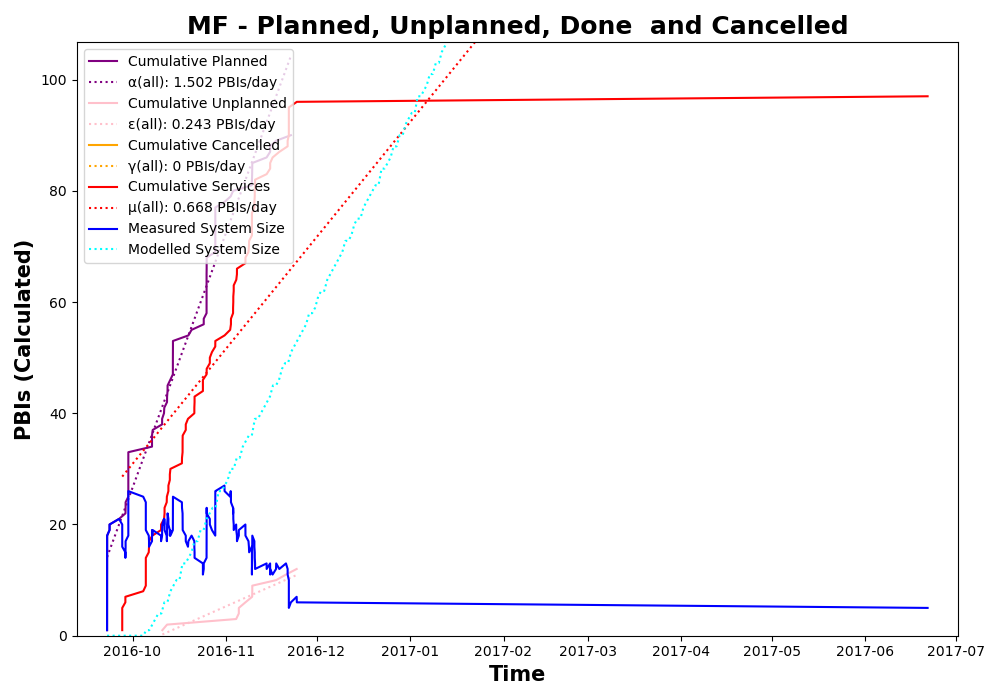 MF - Planned, Unplanned, Done  and Cancelled
Cumulative Planned
α(all): 1.502 PBIs/day
Cumulative Unplanned
ε(all): 0.243 PBIs/day
Cumulative Cancelled
γ(all): 0 PBIs/day
Cumulative Services
μ(all): 0.668 PBIs/day
Measured System Size
Modelled System Size
PBIs (Calculated)
100
80
60
40
20
0
2016-10 2016-11 2016-12 2017-01 2017-02 2017-03 2017-04 2017-05 2017-06 2017-07
Time